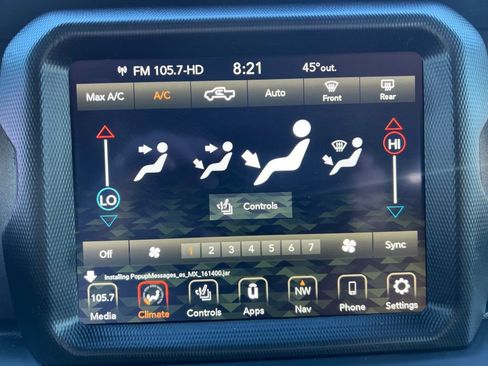 FM 105.7-HD 8:21 45° out.
Max A/C A/C Auto Front Rear
LO HI
Controls
Off 1 2 3 4 5 6 7 Sync
Installing PopupMessages_es_MX_161400.jar
105.7 NW
Media Climate Controls Apps Nav Phone Settings